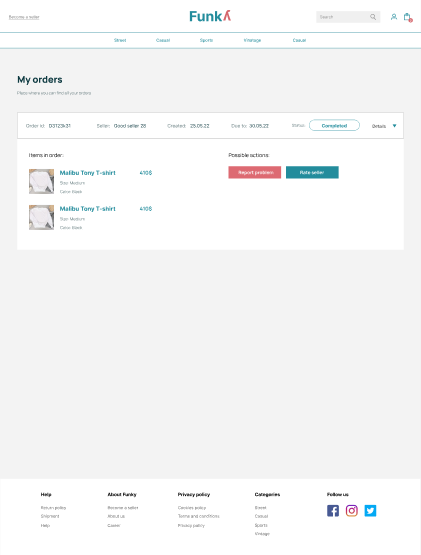 Become a seller
Funky
Search
Street
Casual
Sports
Vinatage
Casual
My orders
Place where you can find all your orders
Order id: D3123k31
Seller: Good seller 28
Created: 25.05.22
Due to: 30.05.22
Status:
Completed
Details
Items in order:
Possible actions:
Malibu Tony T-shirt 410$
Size: Medium
Color: Black
Report problem
Rate seller
Malibu Tony T-shirt 410$
Size: Medium
Color: Black
Help
Return policy
Shipment
Help
About Funky
Become a seller
About us
Career
Privacy policy
Cookies policy
Terms and conditions
Privacy policy
Categories
Street
Casual
Sports
Vintage
Follow us